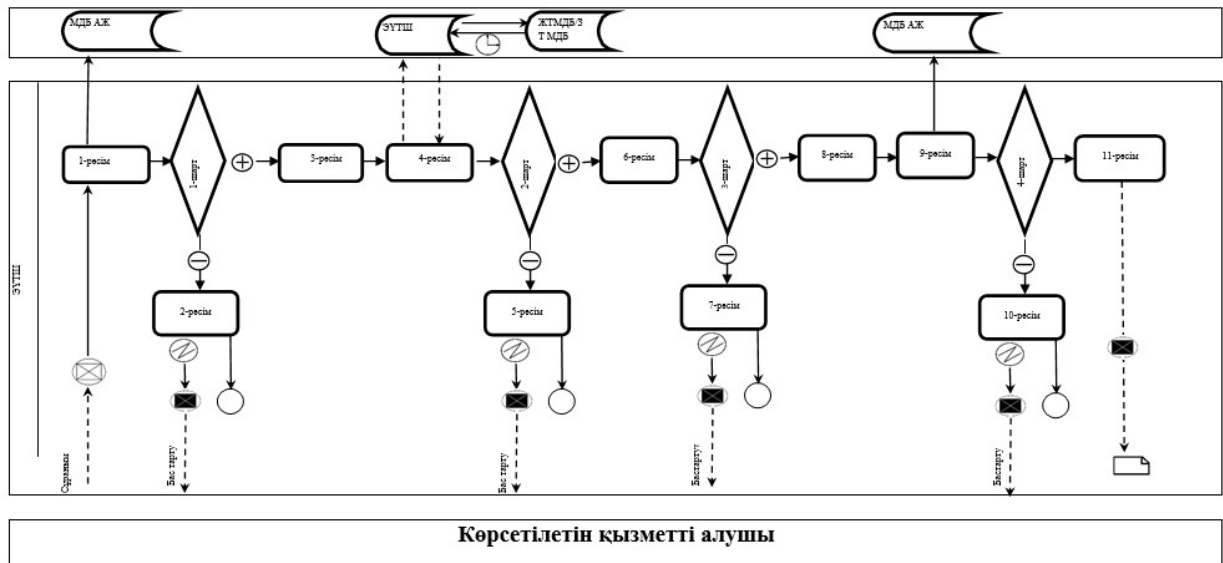 МДБ АЖ
ЭҮТШ
ЖТМДБ/З
Т МДБ
МДБ АЖ
1-рәсім
1-шарт
3-рәсім
4-рәсім
2-шарт
6-рәсім
3-шарт
8-рәсім
9-рәсім
4-шарт
11-рәсім
ЭҮТШ
2-рәсім
5-рәсім
7-рәсім
10-рәсім
Сұраным
Бас тарту
Бас тарту
Бастартут
Бастарту
Көрсетілетін қызметті алушы